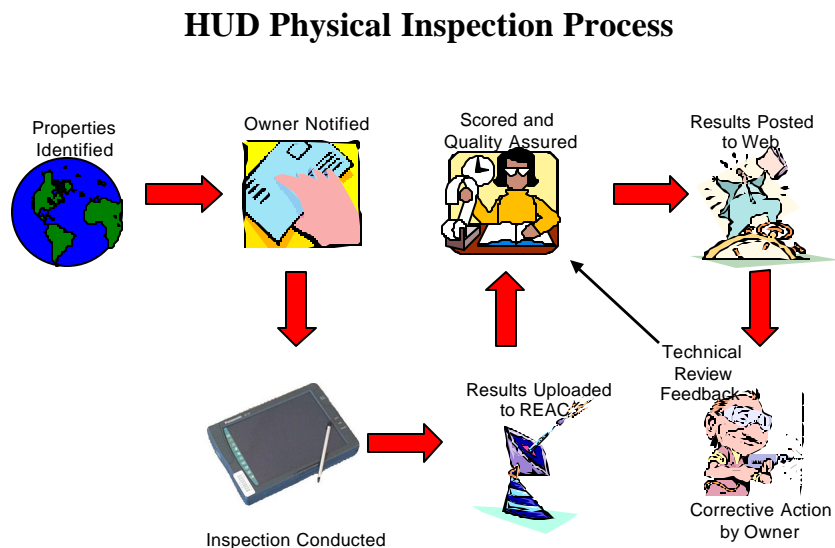 HUD Physical Inspection Process
Properties
Identified
Owner Notified
Scored and
Quality Assured
Results Posted
to Web
Technical
Review
Feedback
Results Uploaded
to REAC
Inspection Conducted
Corrective Action
by Owner